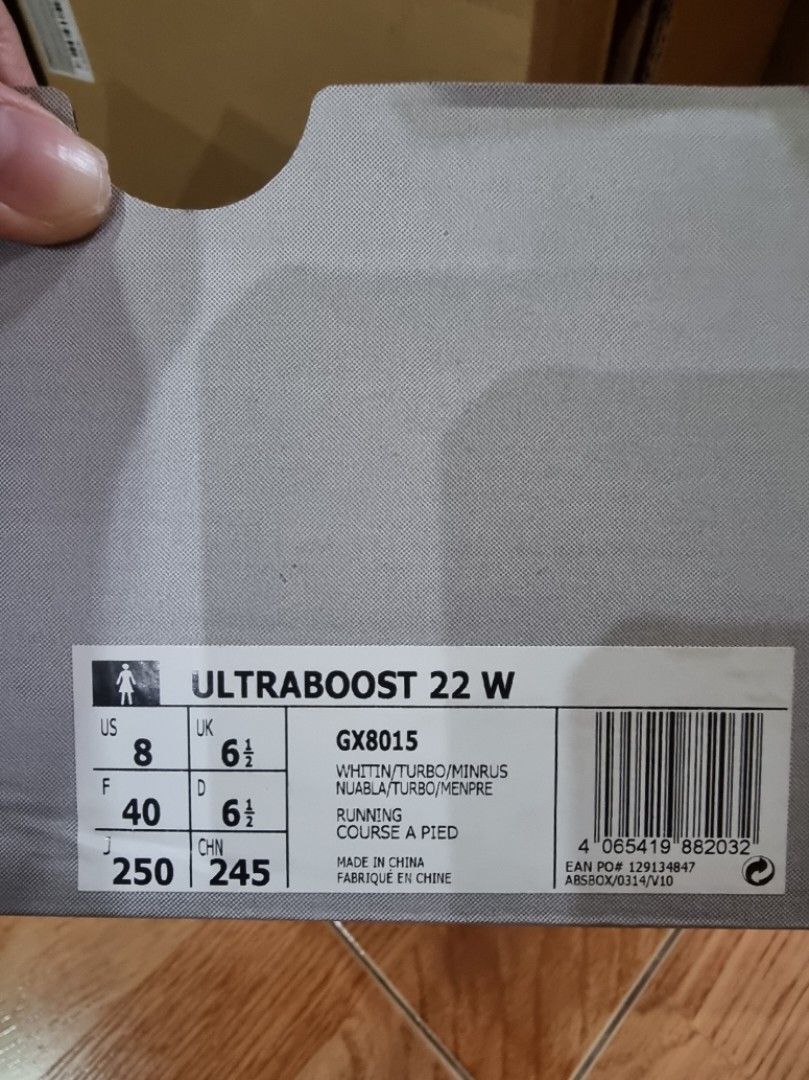 ULTRABOOST 22 W
US 8
UK 6½
F 40
D 6½
J 250
CHN 245
GX8015
WHITIN/TURBO/MINRUS
NUABLA/TURBO/MENPRE
RUNNING
COURSE A PIED
MADE IN CHINA
FABRIQUÉ EN CHINE
4 065419 882032
EAN PO# 129134847
ABSBOX/0314/V10